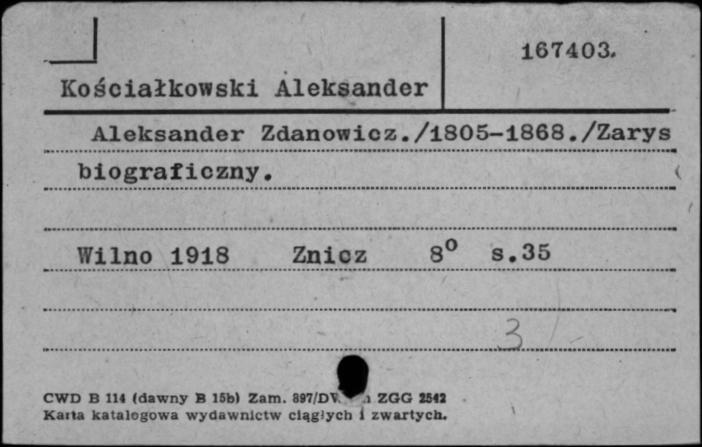 167403.
Kościałkowski Aleksander
Aleksander Zdanowicz./1805-1868./Zarys
biograficzny.
Wilno 1918 Znicz 8° s.35
3
CWD B 114 (dawny B 15b) Zam. 897/DW ZGG 2542
Karta katalogowa wydawnictw ciągłych i zwartych.